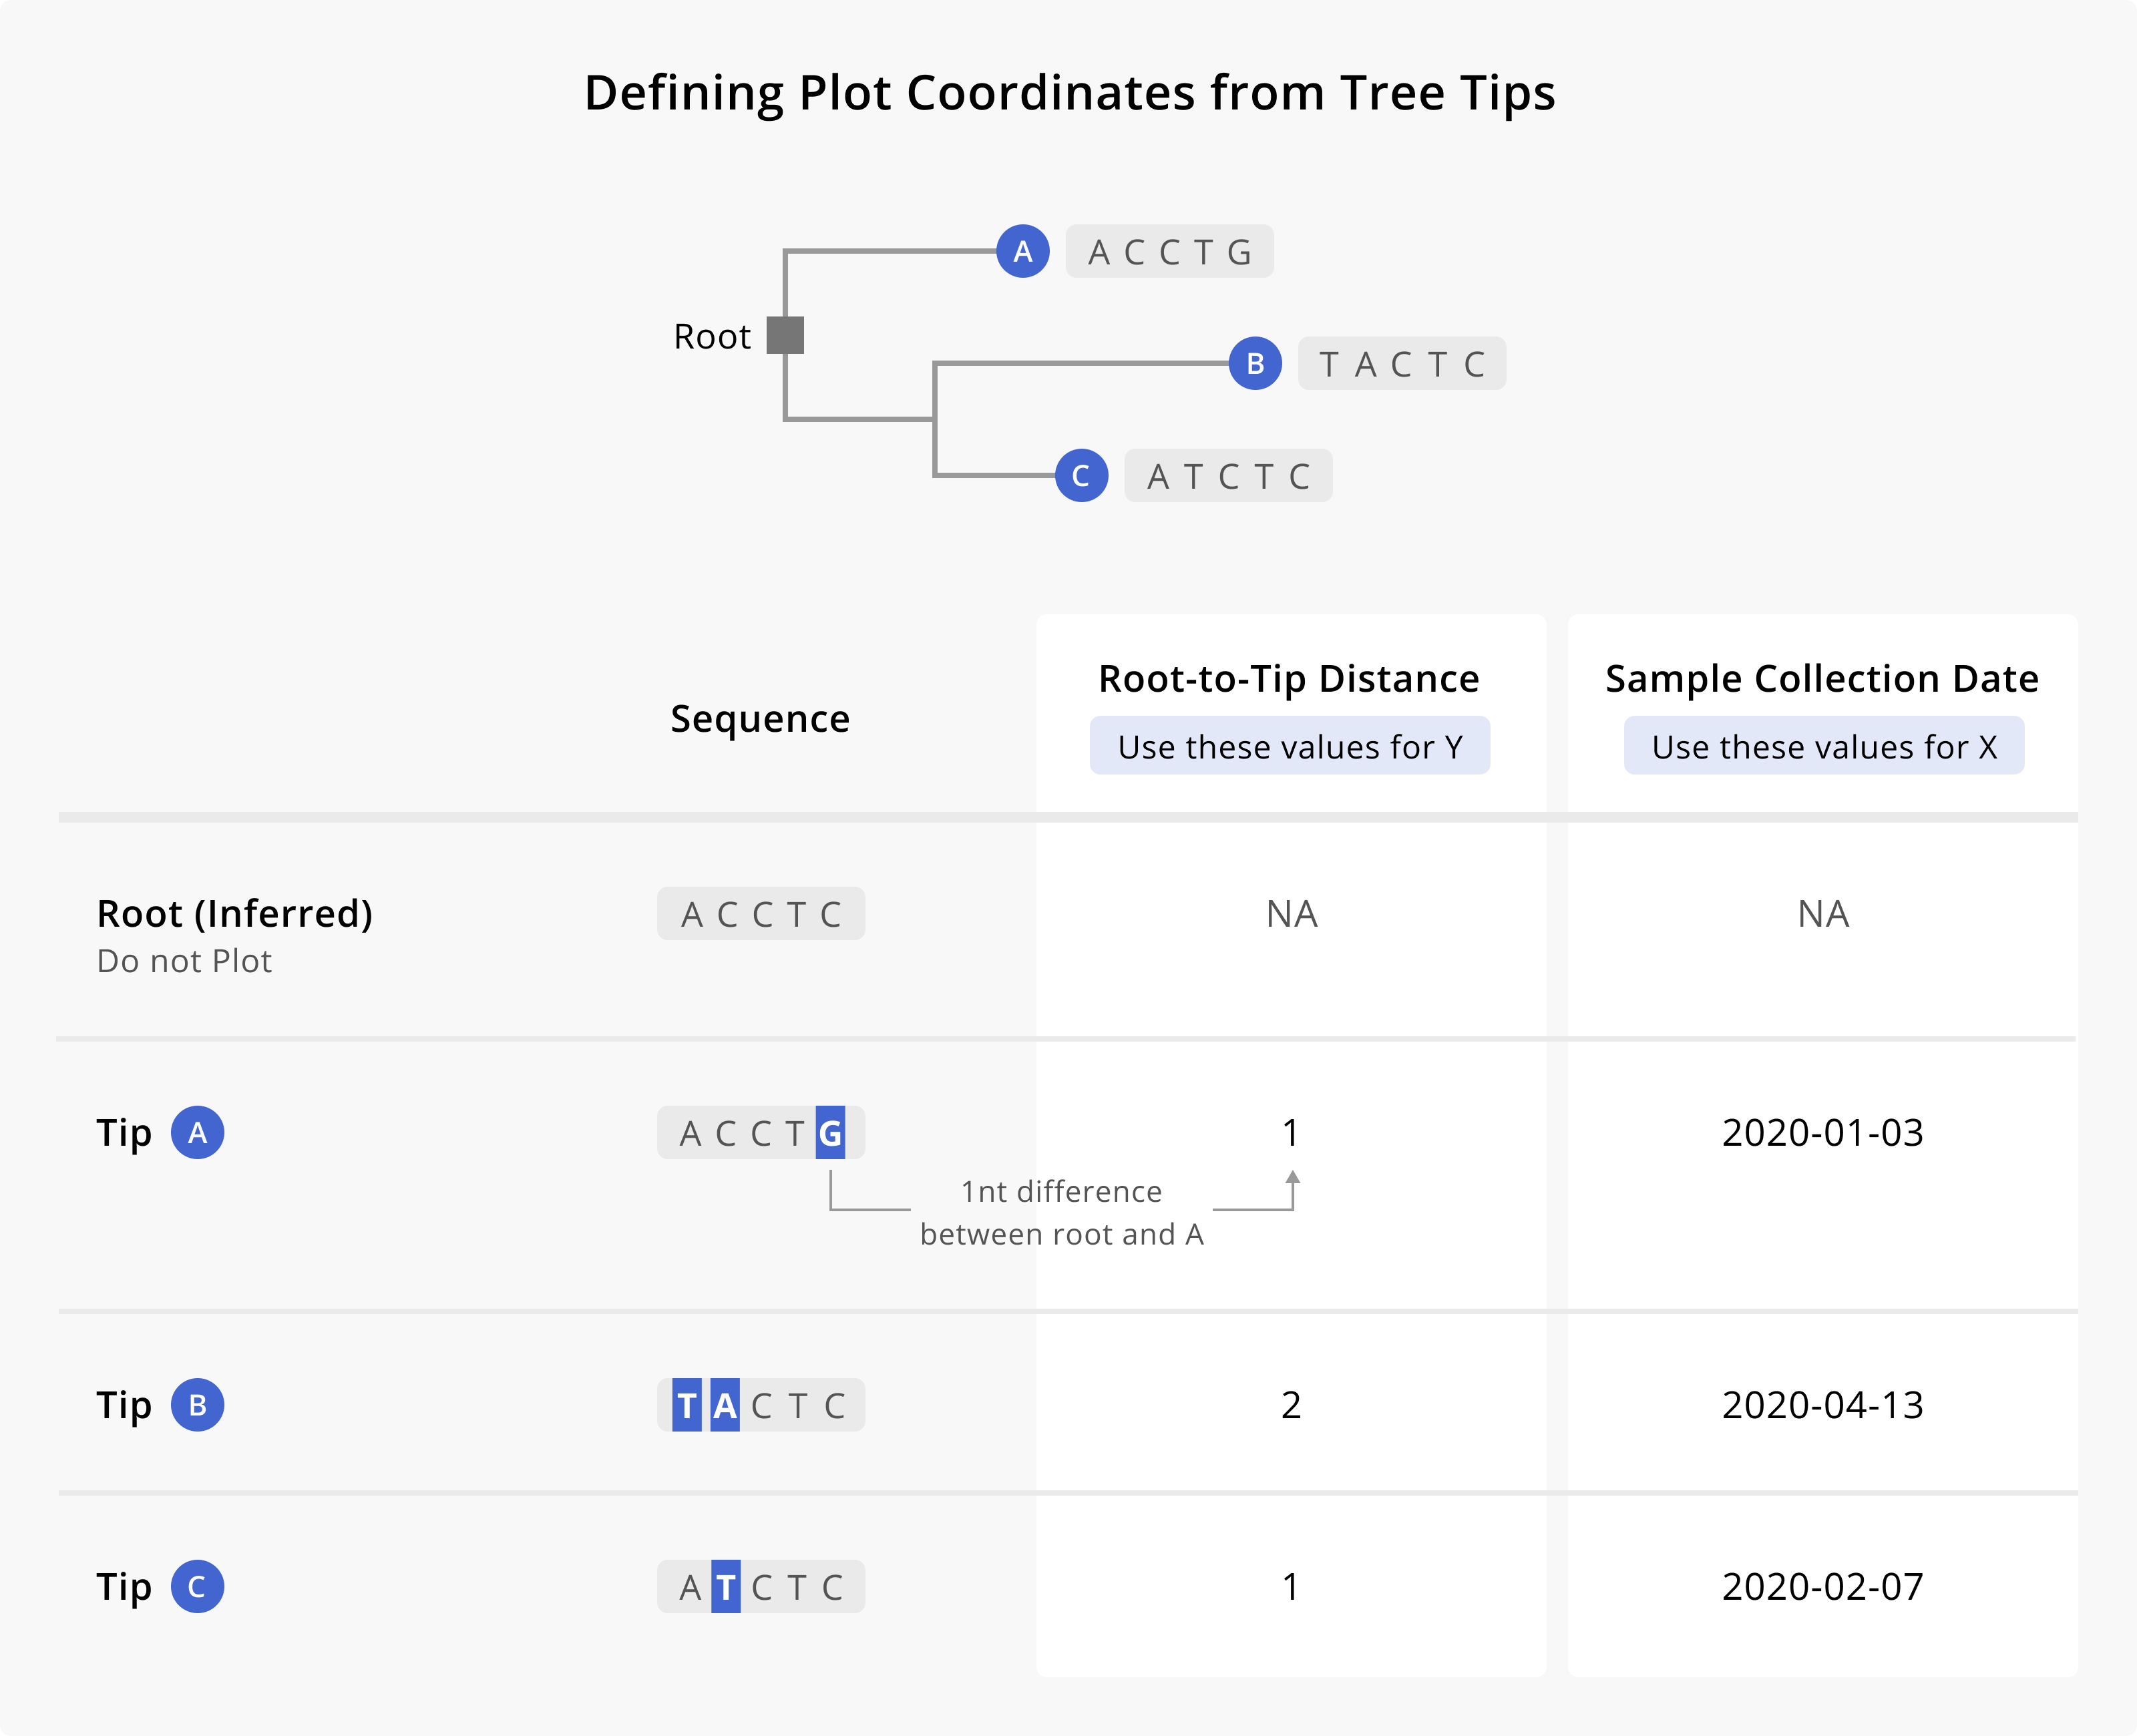 Defining Plot Coordinates from Tree Tips
A
A C C T G
Root
B
T A C T C
C
A T C T C
Sequence
Root-to-Tip Distance
Use these values for Y
Sample Collection Date
Use these values for X
Root (Inferred)
Do not Plot
A C C T C
NA
NA
Tip A
A C C T G
1
2020-01-03
1nt difference
between root and A
Tip B
T A C T C
2
2020-04-13
Tip C
A T C T C
1
2020-02-07